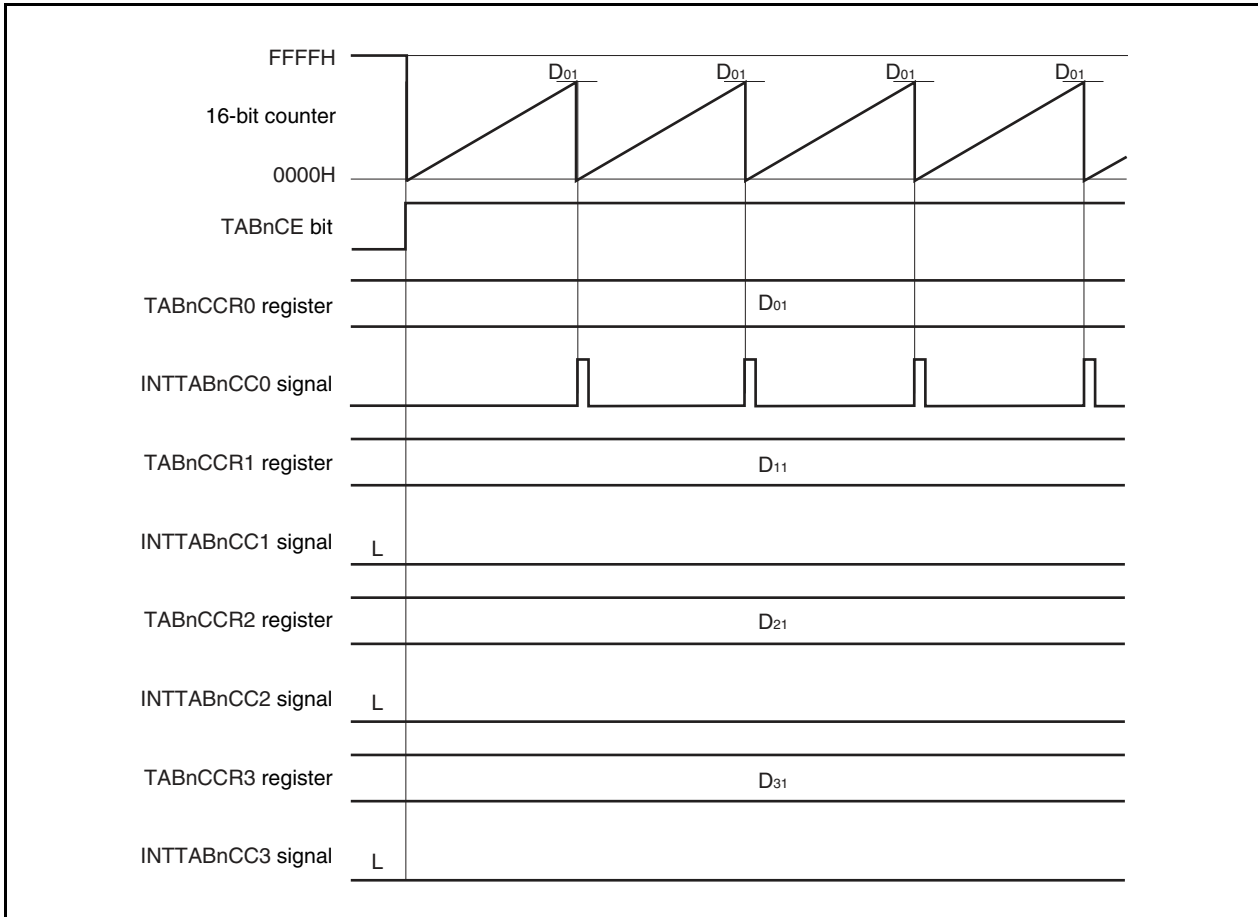 FFFFH
D01 D01 D01 D01
16-bit counter
0000H
TABnCE bit
TABnCCR0 register D01
INTTABnCC0 signal
TABnCCR1 register D11
INTTABnCC1 signal L
TABnCCR2 register D21
INTTABnCC2 signal L
TABnCCR3 register D31
INTTABnCC3 signal L